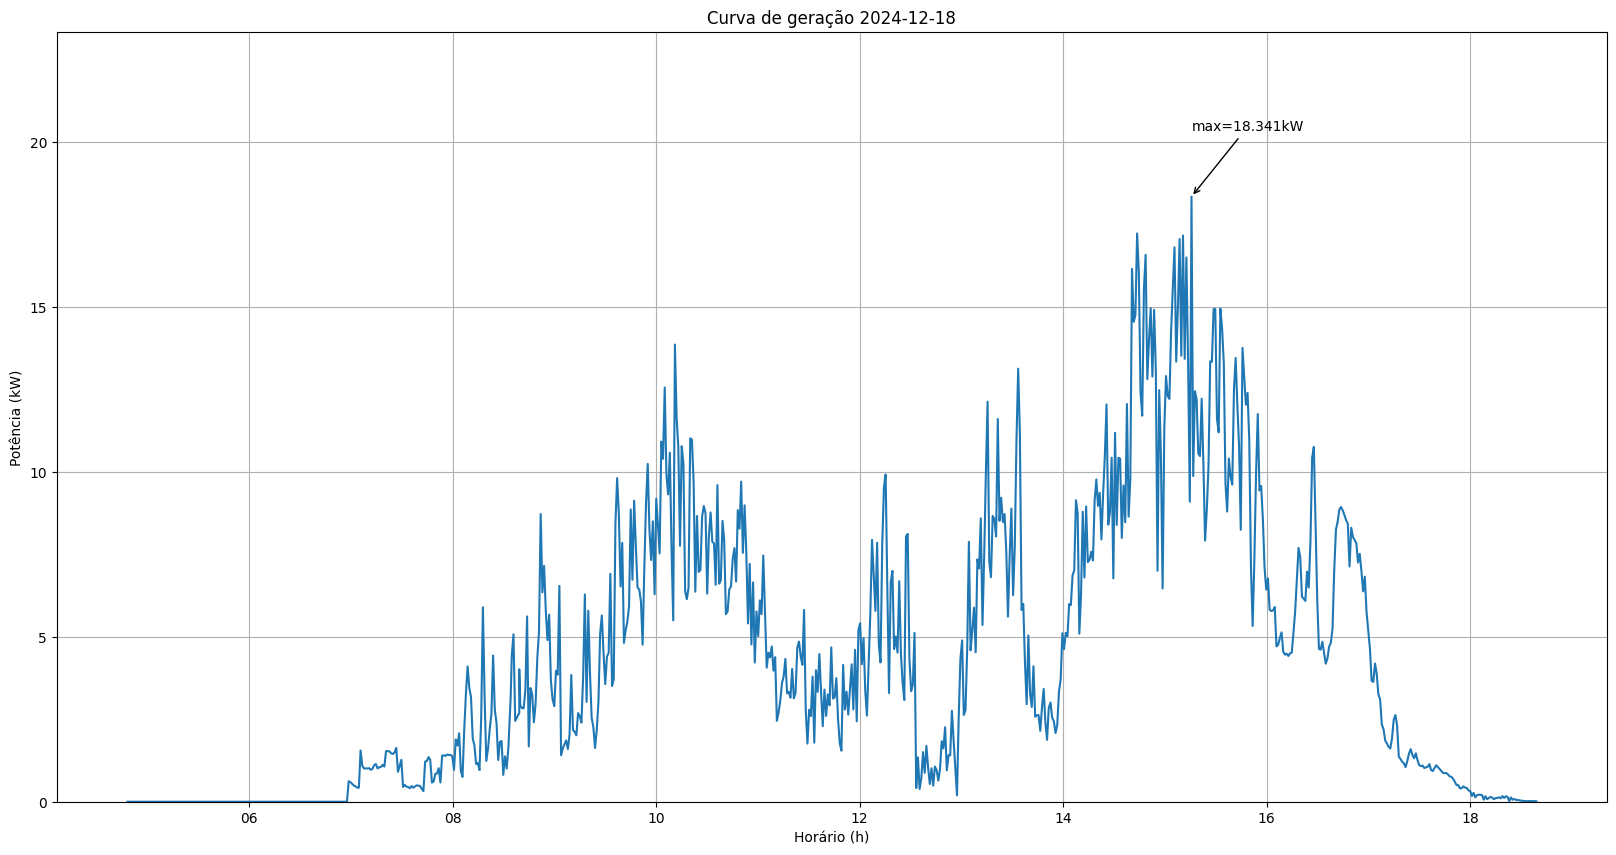 Curva de geração 2024-12-18
max=18.341kW
20
15
10
5
0
Potência (kW)
06 08 10 12 14 16 18
Horário (h)